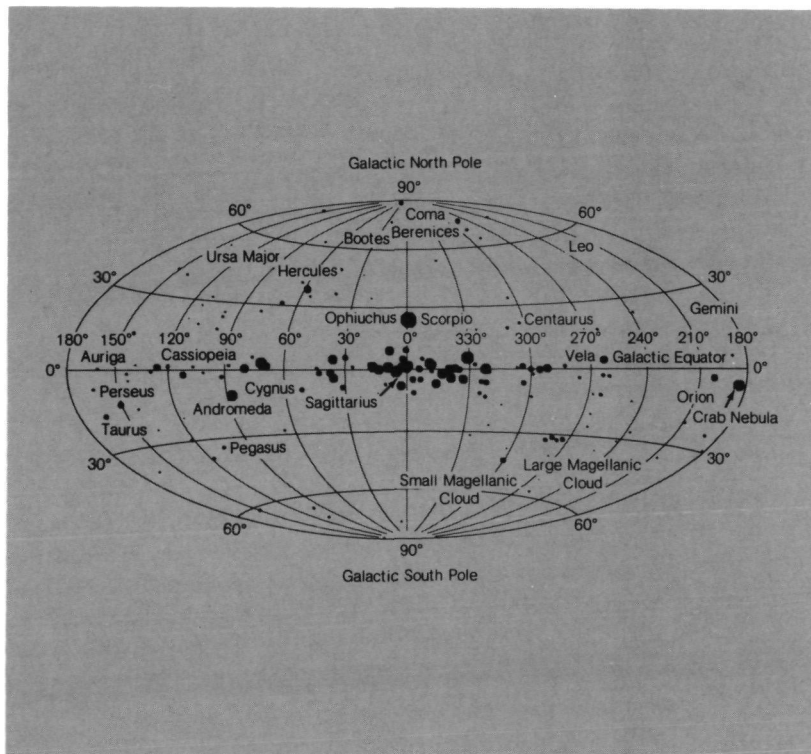 Galactic North Pole
90°
60° 60°
Coma
Berenices
Bootes
Leo
Ursa Major
Hercules
30° 30°
Gemini
Ophiuchus Scorpio
Centaurus
180° 150° 120° 90° 60° 30° 0° 330° 300° 270° 240° 210° 180°
Auriga Cassiopeia Vela Galactic Equator
0° 0°
Perseus Cygnus Orion
Andromeda Sagittarius Crab Nebula
Taurus
Pegasus
30° 30°
Small Magellanic
Cloud
Large Magellanic
Cloud
60° 60°
90°
Galactic South Pole